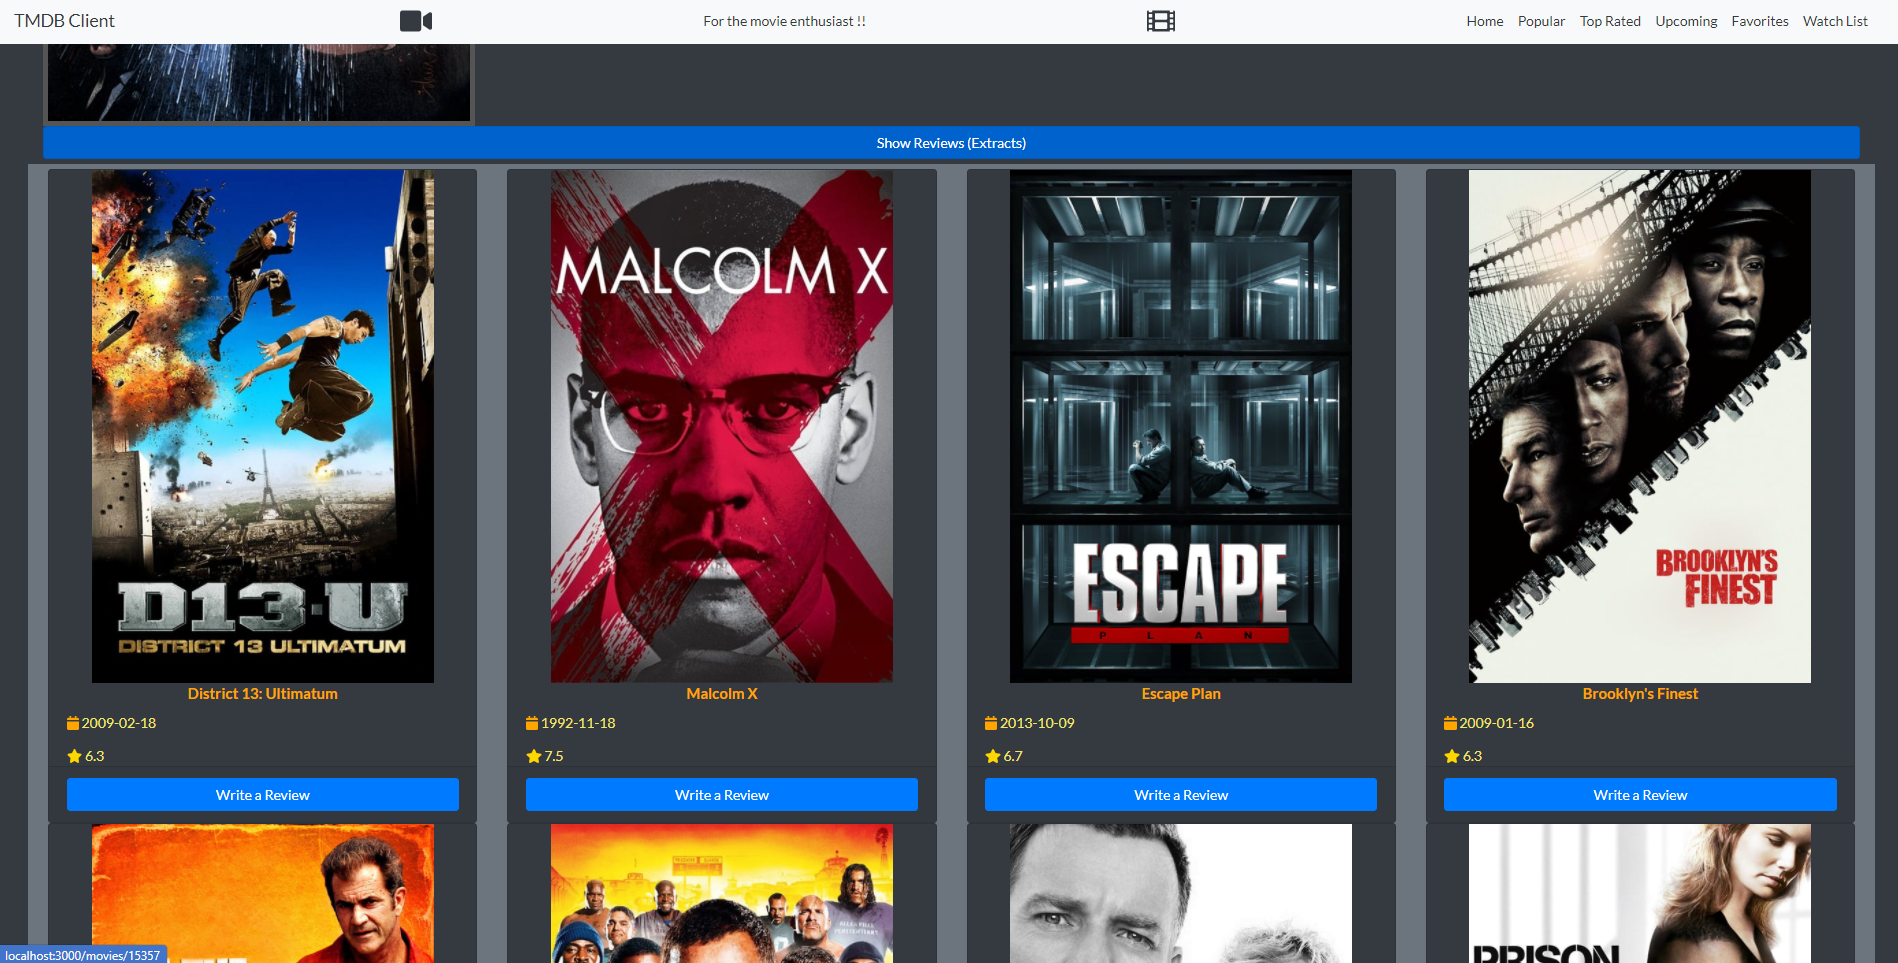 TMDB Client
For the movie enthusiast !!
Home Popular Top Rated Upcoming Favorites Watch List
Show Reviews (Extracts)
D13-U
DISTRICT 13 ULTIMATUM
MALCOLM X
ESCAPE
PLAN
BROOKLYN'S
FINEST
District 13: Ultimatum
2009-02-18
6.3
Write a Review
Malcolm X
1992-11-18
7.5
Write a Review
Escape Plan
2013-10-09
6.7
Write a Review
Brooklyn's Finest
2009-01-16
6.3
Write a Review
PRISON
localhost:3000/movies/15357